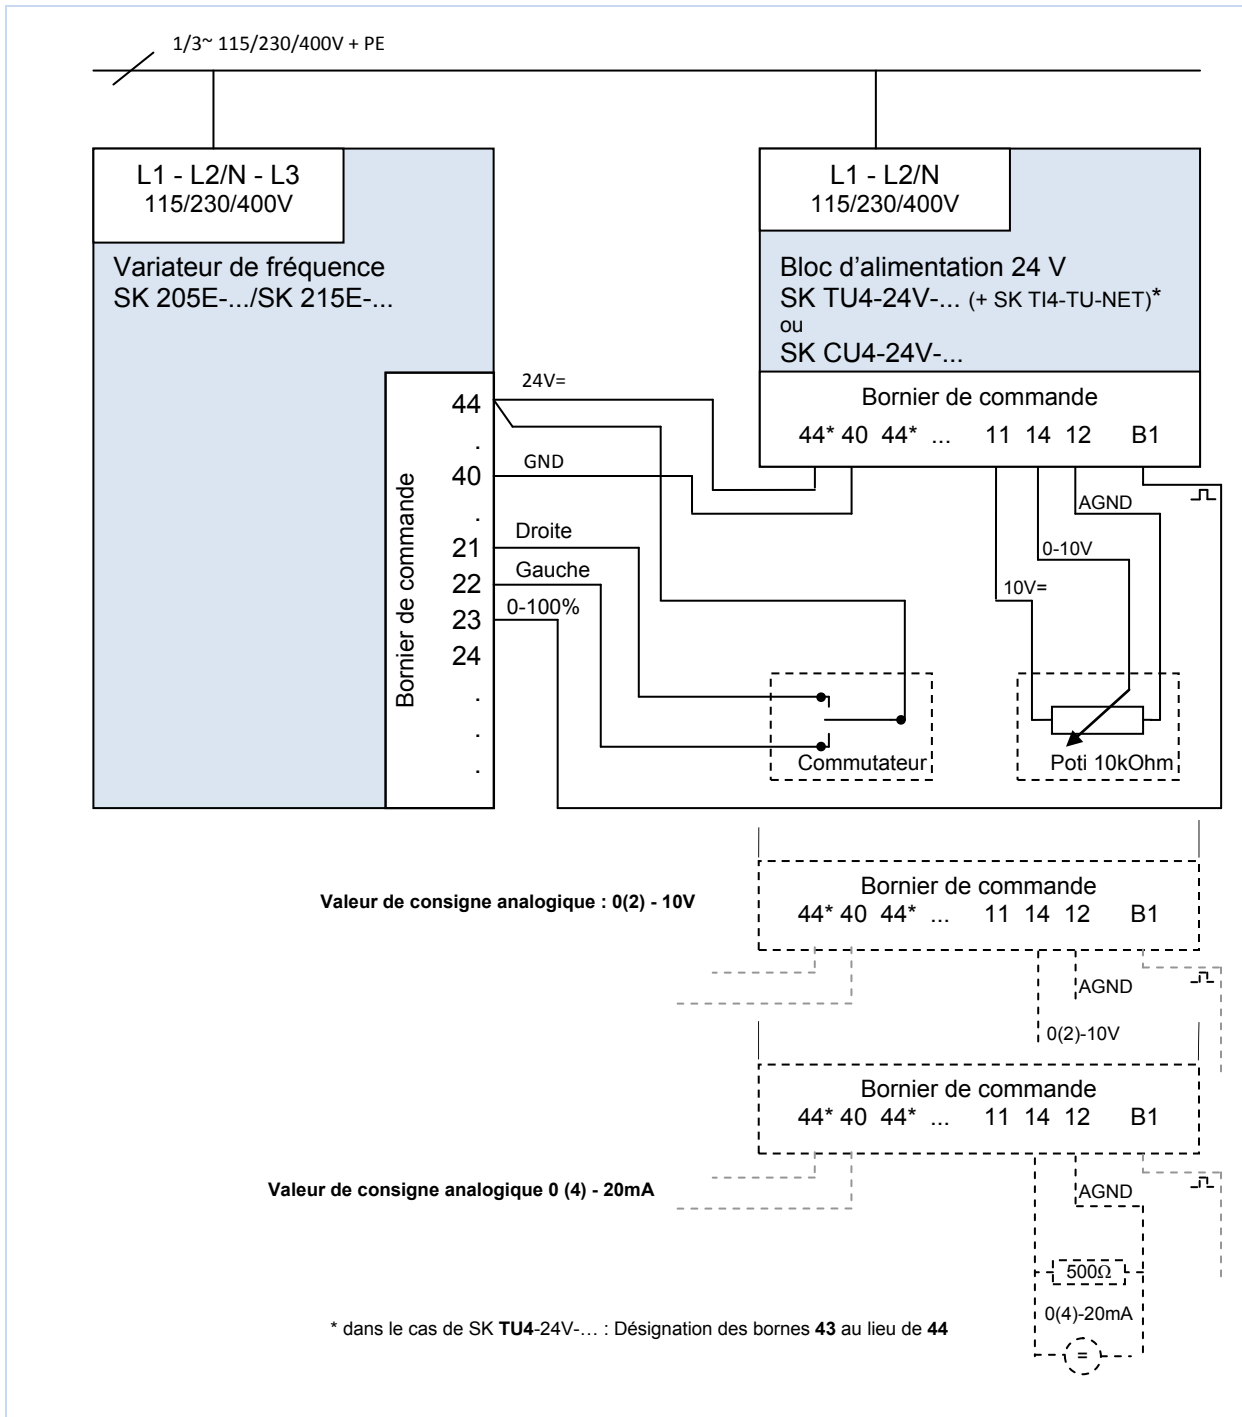 1/3~ 115/230/400V + PE
L1 - L2/N - L3
115/230/400V
Variateur de fréquence
SK 205E-.../SK 215E-...
Bornier de commande
44
.
40
.
21
22
23
24
.
.
.
24V=
GND
Droite
Gauche
0-100%
L1 - L2/N
115/230/400V
Bloc d'alimentation 24 V
SK TU4-24V-... (+ SK TI4-TU-NET)*
ou
SK CU4-24V-...
Bornier de commande
44* 40 44* ... 11 14 12 B1
AGND
0-10V
10V=
Commutateur
Poti 10kOhm
Valeur de consigne analogique : 0(2) - 10V
Bornier de commande
44* 40 44* ... 11 14 12 B1
AGND
0(2)-10V
Bornier de commande
44* 40 44* ... 11 14 12 B1
Valeur de consigne analogique 0 (4) - 20mA
AGND
500Ω
0(4)-20mA
=
* dans le cas de SK TU4-24V-… : Désignation des bornes 43 au lieu de 44